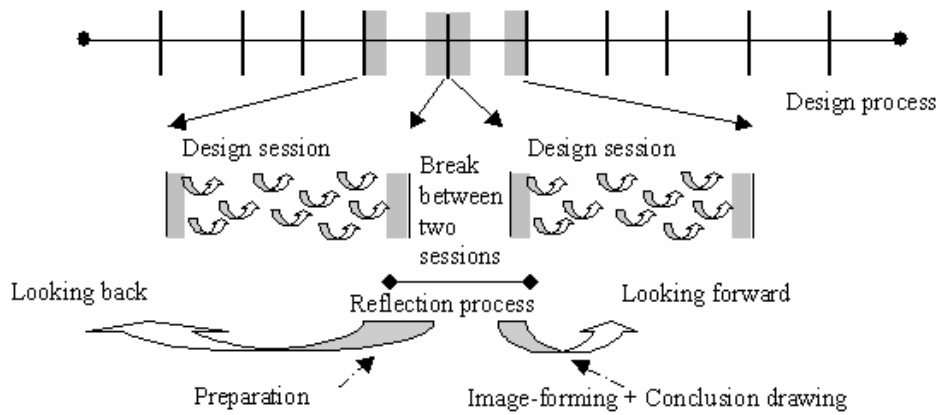 Design process
Design session
Break
between
two
sessions
Design session
Looking back
Reflection process
Looking forward
Preparation
Image-forming + Conclusion drawing